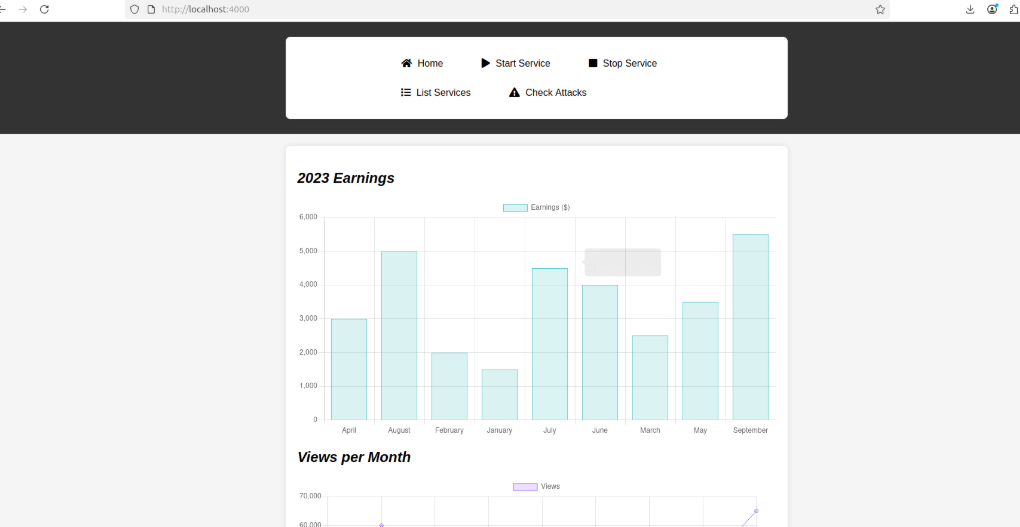 http://localhost:4000
Home Start Service Stop Service
List Services Check Attacks
2023 Earnings
Earnings ($)
6,000
5,000
4,000
3,000
2,000
1,000
0
April August February January July June March May September
Views per Month
Views
70,000
60,000